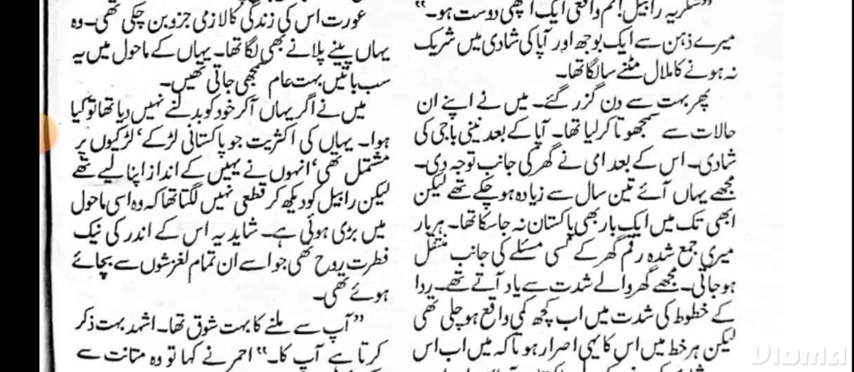 ”شکریہ رابیل! تم واقعی ایک اچھی دوست ہو۔“
میرے ذہن سے ایک بوجھ اور آپا کی شادی میں شریک
نہ ہونے کا ملال مٹنے سا لگا تھا۔
پھر بہت سے دن گزر گئے۔ میں نے اپنے ان
حالات سے سمجھوتا کر لیا تھا۔ آپا کے بعد نینی باجی کی
شادی۔ اس کے بعد امی نے گھر کی جانب توجہ دی۔
مجھے یہاں آئے تین سال سے زیادہ ہو چکے تھے لیکن
ابھی تک میں ایک بار بھی پاکستان نہ جا سکا تھا۔ ہر بار
میری جمع شدہ رقم گھر کے کسی مسئلے کی جانب منتقل
ہو جاتی۔ مجھے گھر والے شدت سے یاد آتے تھے۔ ردا
کے خطوط کی شدت میں اب کچھ کمی واقع ہو چلی تھی
لیکن ہر خط میں اس کا یہی اصرار ہوتا کہ میں اب اس
عورت اس کی زندگی کا لازمی جزو بن چکی تھی۔ وہ
یہاں پینے پلانے بھی لگا تھا۔ یہاں کے ماحول میں یہ
سب باتیں بہت عام سمجھی جاتی تھیں۔
میں نے اگر یہاں آ کر خود کو بدلنے نہیں دیا تھا تو کیا
ہوا۔ یہاں کی اکثریت جو پاکستانی لڑکے‘ لڑکیوں پر
مشتمل تھی‘ انہوں نے یہیں کے انداز اپنا لیے تھے
لیکن رابیل کو دیکھ کر قطعی نہیں لگتا تھا کہ وہ اسی ماحول
میں بڑی ہوئی ہے۔ شاید یہ اس کے اندر کی نیک
فطرت روح تھی جو اسے ان تمام لغزشوں سے بچائے
ہوئے تھی۔
”آپ سے ملنے کا بہت شوق تھا۔ اشہد بہت ذکر
کرتا ہے آپ کا۔“ احمر نے کہا تو وہ متانت سے
Vidma